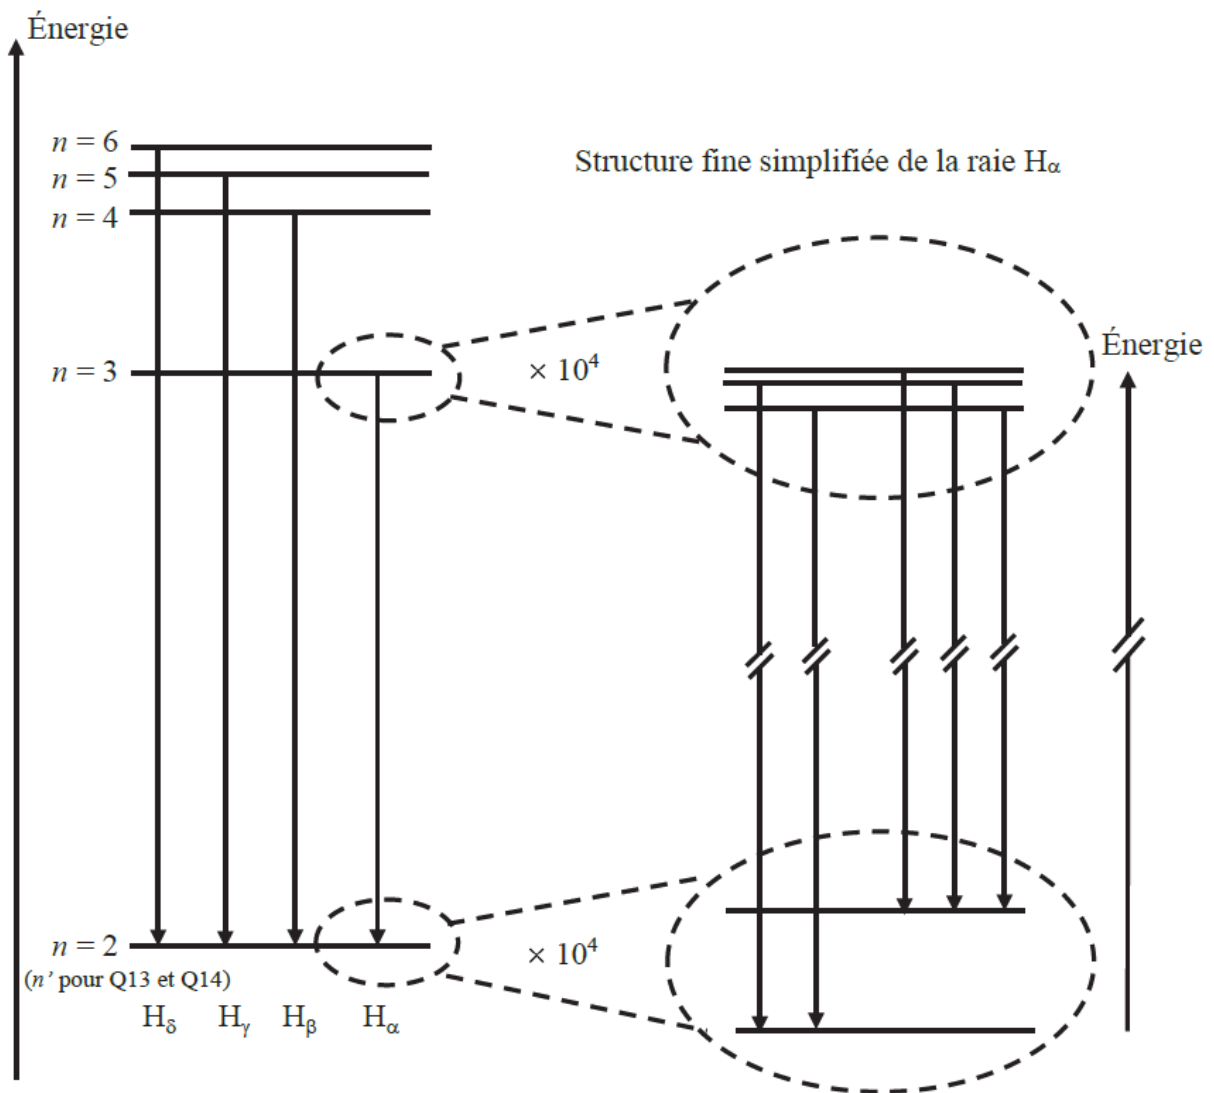 Énergie
n = 6
n = 5
n = 4
Structure fine simplifiée de la raie Hα
n = 3
× 10⁴
Énergie
n = 2
(n’ pour Q13 et Q14)
× 10⁴
Hδ Hγ Hβ Hα